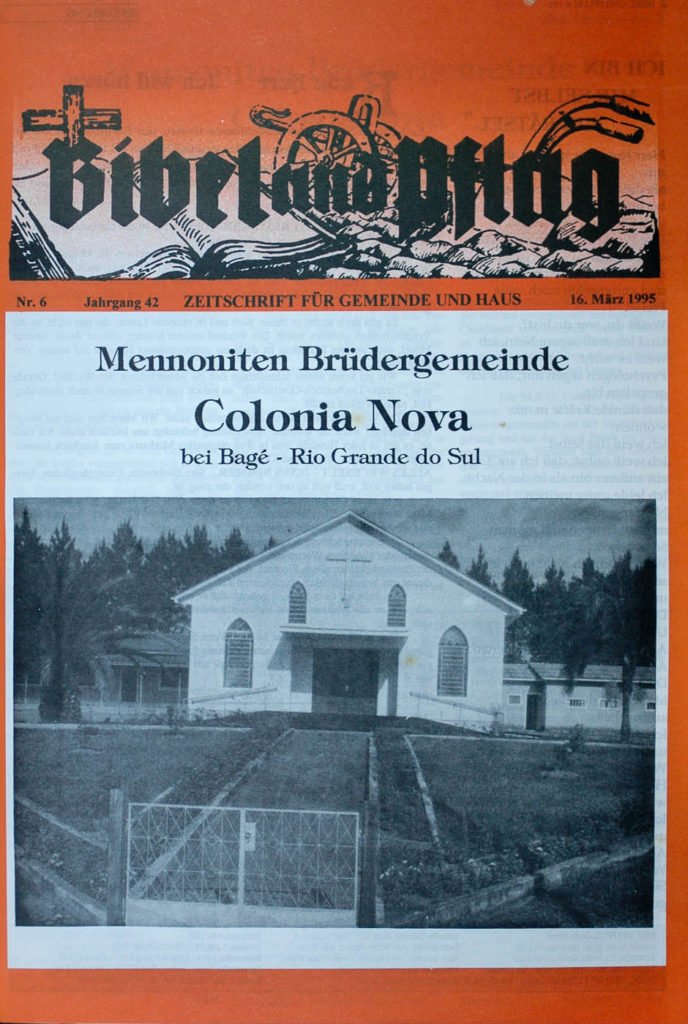 Bibel und Pflug
Nr. 6 Jahrgang 42 ZEITSCHRIFT FÜR GEMEINDE UND HAUS 16. März 1995
Mennoniten Brüdergemeinde
Colonia Nova
bei Bagé - Rio Grande do Sul